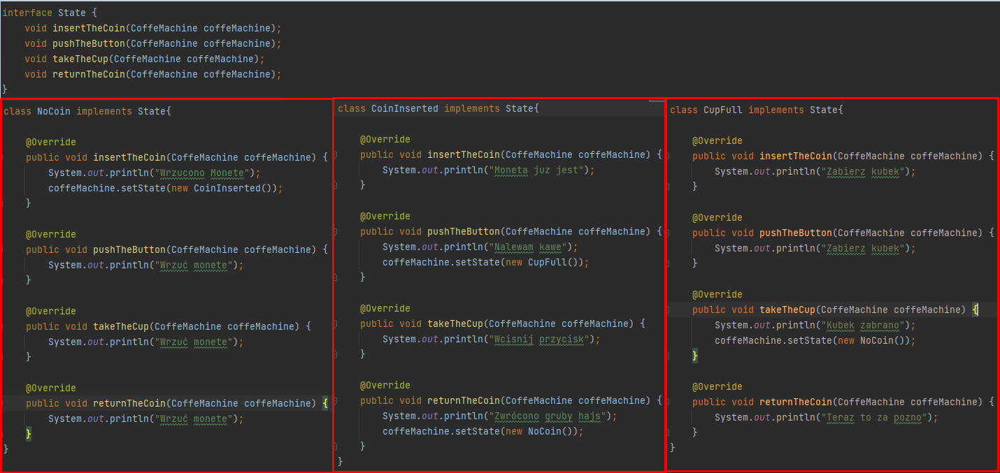 interface State {
    void insertTheCoin(CoffeMachine coffeMachine);
    void pushTheButton(CoffeMachine coffeMachine);
    void takeTheCup(CoffeMachine coffeMachine);
    void returnTheCoin(CoffeMachine coffeMachine);
}
class NoCoin implements State{
    @Override
    public void insertTheCoin(CoffeMachine coffeMachine) {
        System.out.println("Wrzucono Monete");
        coffeMachine.setState(new CoinInserted());
    }
    @Override
    public void pushTheButton(CoffeMachine coffeMachine) {
        System.out.println("Wrzuć monete");
    }
    @Override
    public void takeTheCup(CoffeMachine coffeMachine) {
        System.out.println("Wrzuć monete");
    }
    @Override
    public void returnTheCoin(CoffeMachine coffeMachine) {
        System.out.println("Wrzuć monete");
    }
}
class CoinInserted implements State{
    @Override
    public void insertTheCoin(CoffeMachine coffeMachine) {
        System.out.println("Moneta juz jest");
    }
    @Override
    public void pushTheButton(CoffeMachine coffeMachine) {
        System.out.println("Nalewam kawe");
        coffeMachine.setState(new CupFull());
    }
    @Override
    public void takeTheCup(CoffeMachine coffeMachine) {
        System.out.println("Wcisnij przycisk");
    }
    @Override
    public void returnTheCoin(CoffeMachine coffeMachine) {
        System.out.println("Zwrócono gruby hajs");
        coffeMachine.setState(new NoCoin());
    }
}
class CupFull implements State{
    @Override
    public void insertTheCoin(CoffeMachine coffeMachine) {
        System.out.println("Zabierz kubek");
    }
    @Override
    public void pushTheButton(CoffeMachine coffeMachine) {
        System.out.println("Zabierz kubek");
    }
    @Override
    public void takeTheCup(CoffeMachine coffeMachine) {
        System.out.println("Kubek zabrano");
        coffeMachine.setState(new NoCoin());
    }
    @Override
    public void returnTheCoin(CoffeMachine coffeMachine) {
        System.out.println("Teraz to za pozno");
    }
}